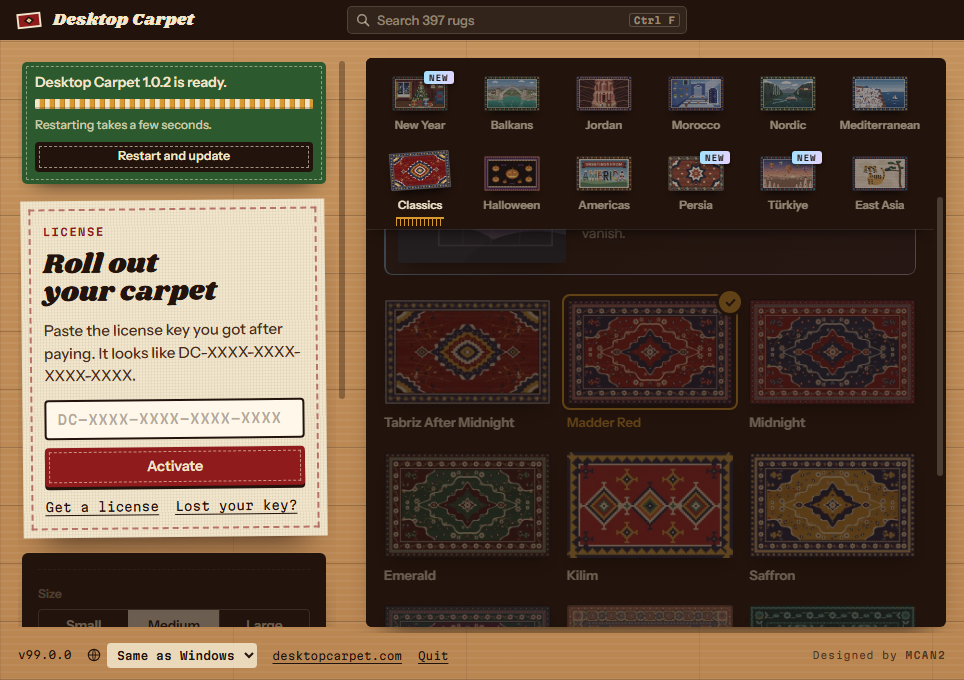 Desktop Carpet
Search 397 rugs
Ctrl F
Desktop Carpet 1.0.2 is ready.
Restarting takes a few seconds.
Restart and update
LICENSE
Roll out
your carpet
Paste the license key you got after
paying. It looks like DC-XXXX-XXXX-
XXXX-XXXX.
DC-XXXX-XXXX-XXXX-XXXX
Activate
Get a license
Lost your key?
Size
Small
Medium
Large
NEW
New Year
Balkans
Jordan
Morocco
Nordic
Mediterranean
NEW
NEW
Classics
Halloween
Americas
Persia
Türkiye
East Asia
vanish.
Tabriz After Midnight
Madder Red
Midnight
Emerald
Kilim
Saffron
v99.0.0
Same as Windows
desktopcarpet.com
Quit
Designed by MCAN2